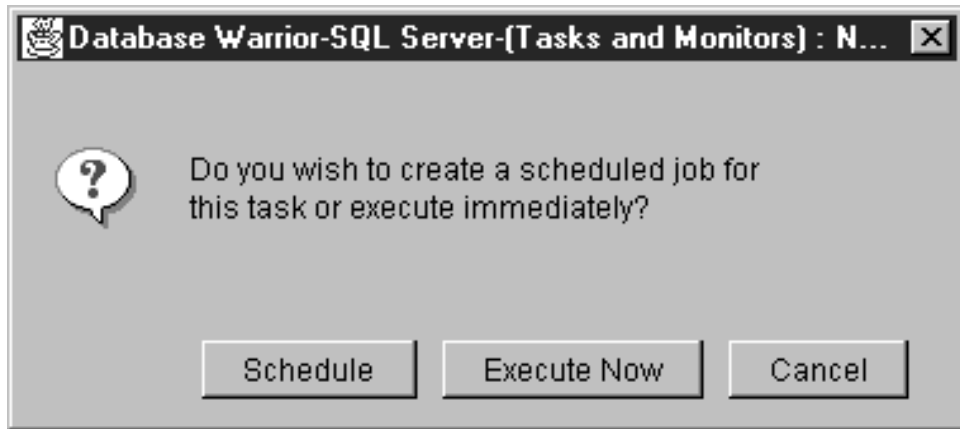 Database Warrior-SQL Server-(Tasks and Monitors) : N...
Do you wish to create a scheduled job for
this task or execute immediately?
Schedule Execute Now Cancel